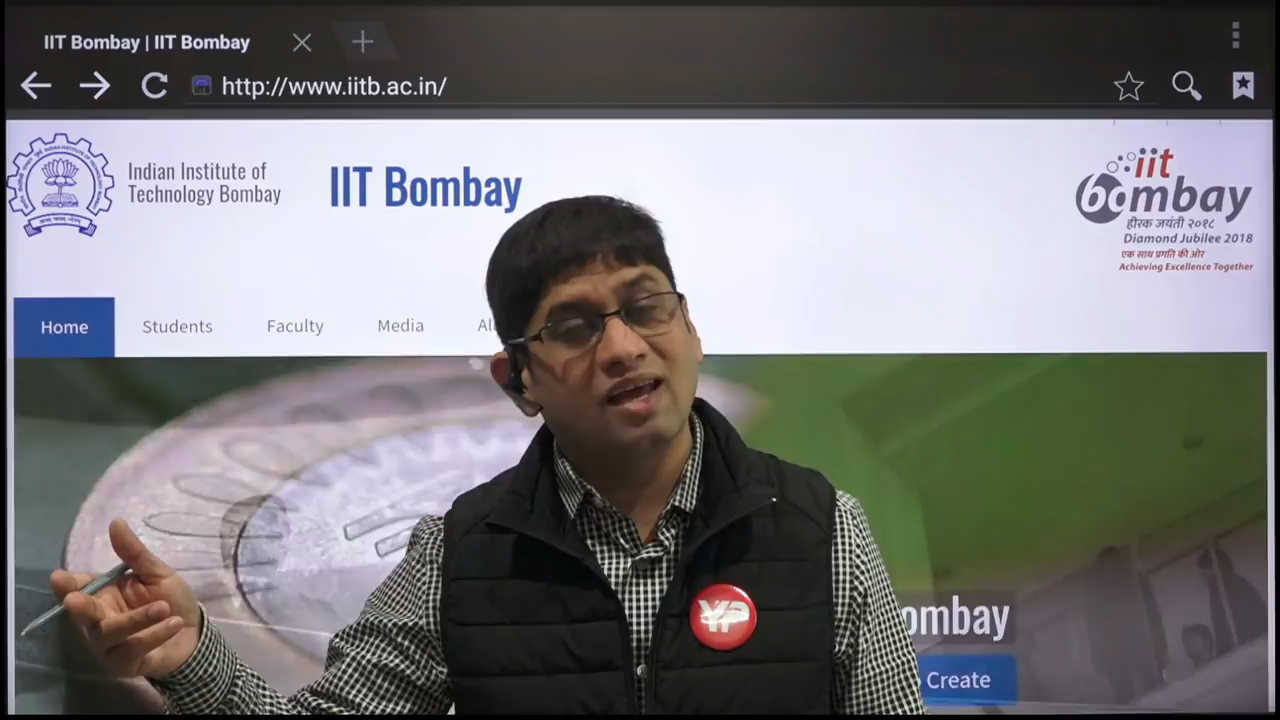 IIT Bombay | IIT Bombay
http://www.iitb.ac.in/
Indian Institute of
Technology Bombay
IIT Bombay
iit
bombay
हीरक जयंती २०१८
Diamond Jubilee 2018
एक साथ प्रगति की ओर
Achieving Excellence Together
Home Students Faculty Media
YP
ombay
Create